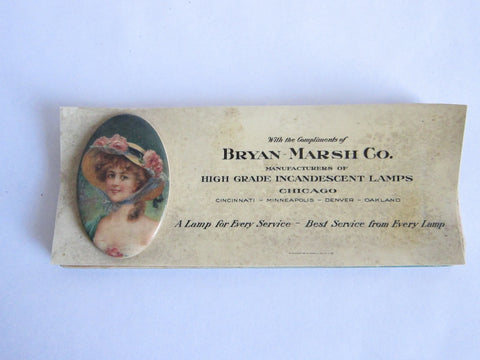 With the Compliments of
BRYAN-MARSH CO.
MANUFACTURERS OF
HIGH GRADE INCANDESCENT LAMPS
CHICAGO
CINCINNATI – MINNEAPOLIS – DENVER – OAKLAND
A Lamp for Every Service – Best Service from Every Lamp